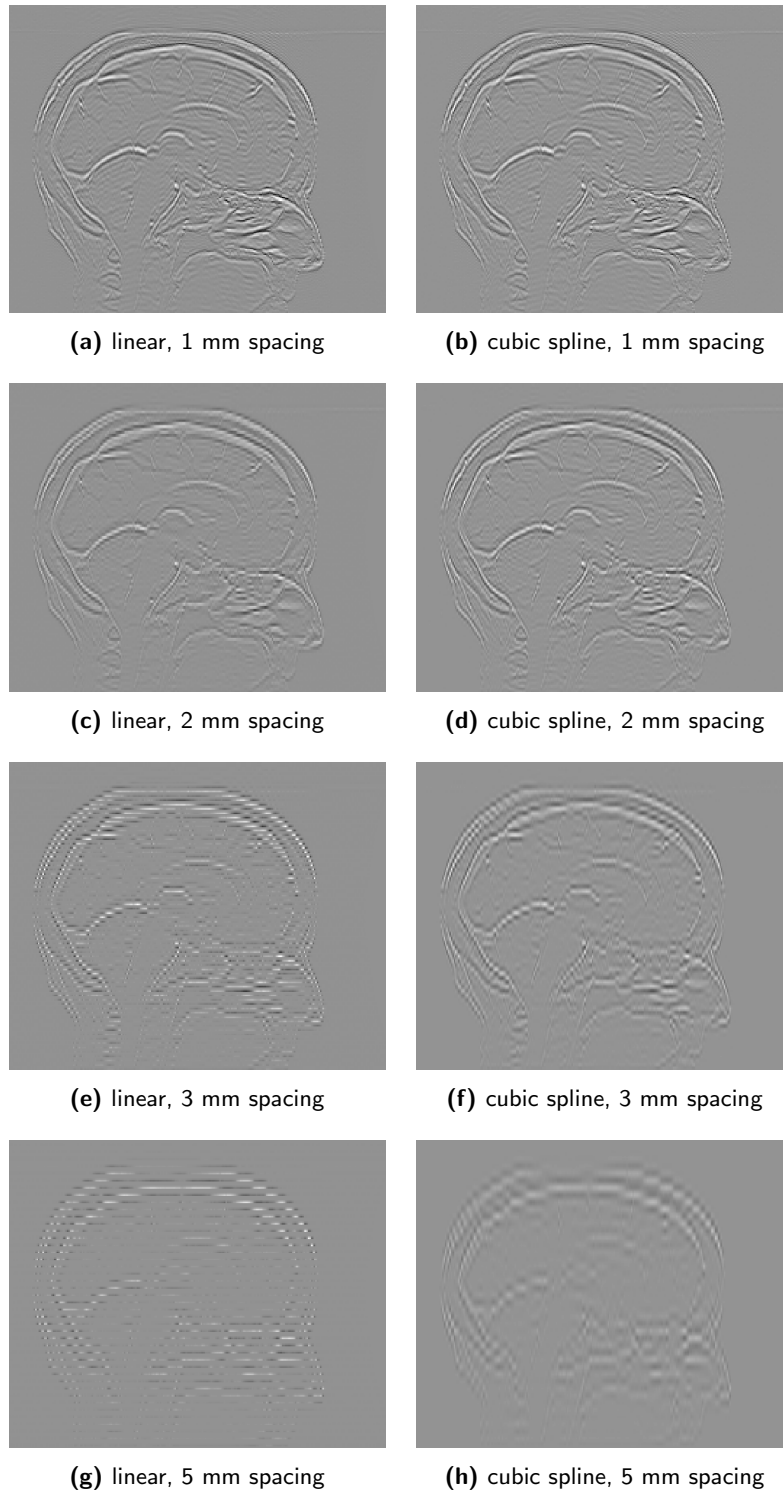 (a) linear, 1 mm spacing
(b) cubic spline, 1 mm spacing
(c) linear, 2 mm spacing
(d) cubic spline, 2 mm spacing
(e) linear, 3 mm spacing
(f) cubic spline, 3 mm spacing
(g) linear, 5 mm spacing
(h) cubic spline, 5 mm spacing